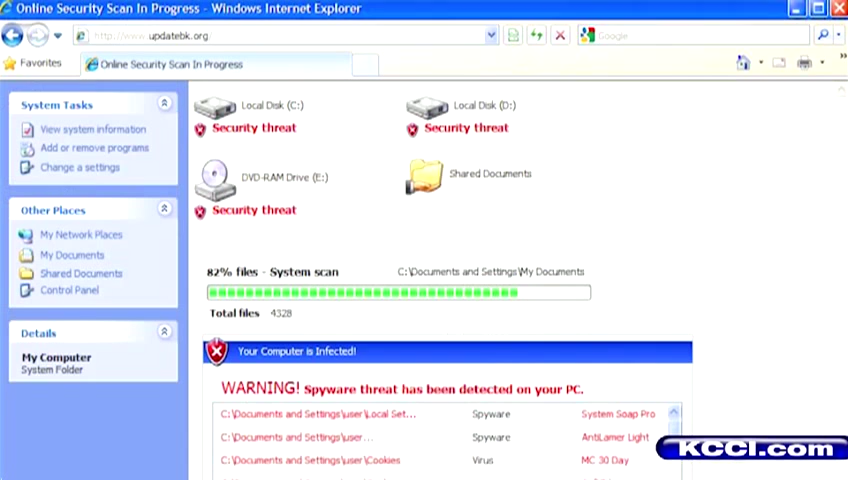 Online Security Scan In Progress - Windows Internet Explorer
http://www.updatebk.org/
Google
Favorites
Online Security Scan In Progress
System Tasks
View system information
Add or remove programs
Change a settings
Other Places
My Network Places
My Documents
Shared Documents
Control Panel
Details
My Computer
System Folder
Local Disk (C:)
Security threat
Local Disk (D:)
Security threat
DVD-RAM Drive (E:)
Security threat
Shared Documents
82% files - System scan
C:\Documents and Settings\My Documents
Total files 4328
Your Computer is Infected!
WARNING! Spyware threat has been detected on your PC.
C:\Documents and Settings\user\Local Set... Spyware System Soap Pro
C:\Documents and Settings\user... Spyware AntiLamer Light
C:\Documents and Settings\user\Cookies Virus MC 30 Day
KCCI.com